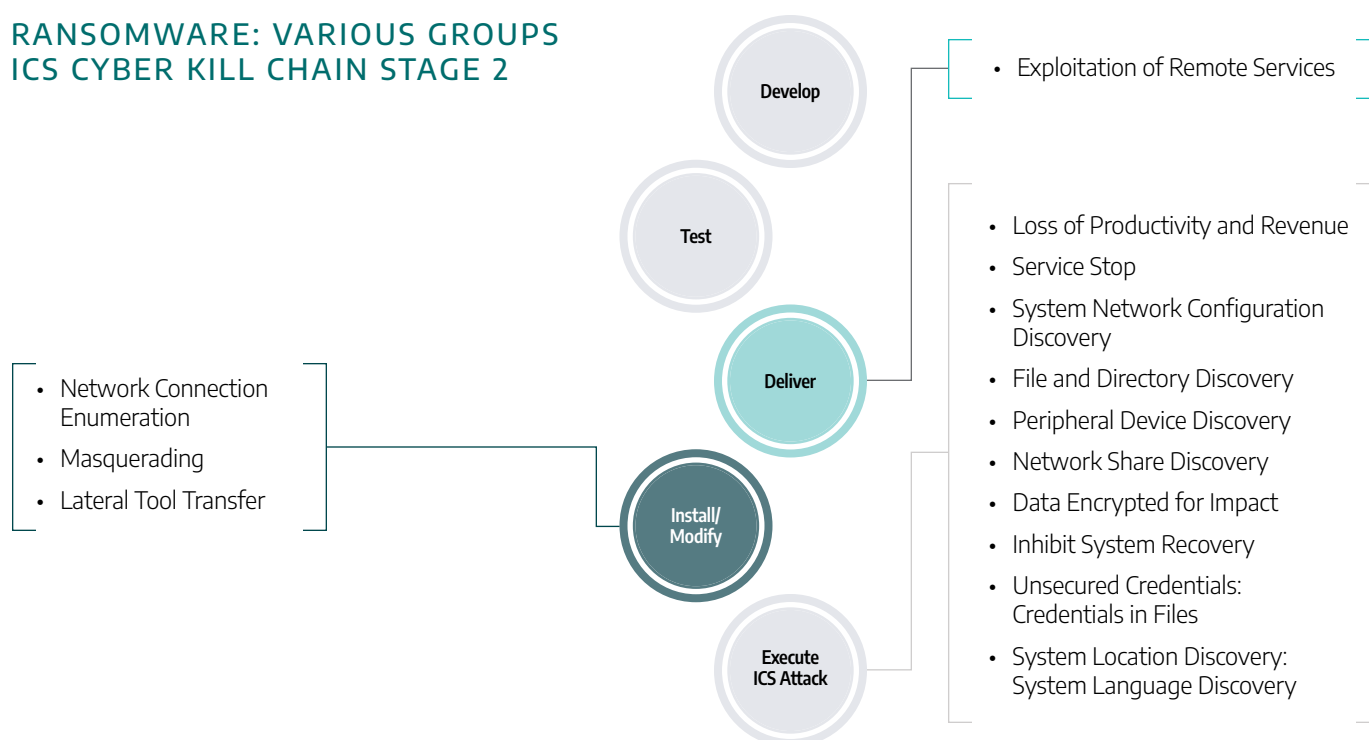 RANSOMWARE: VARIOUS GROUPS
ICS CYBER KILL CHAIN STAGE 2
Develop
• Exploitation of Remote Services
Test
Deliver
• Network Connection
Enumeration
• Masquerading
• Lateral Tool Transfer
Install/
Modify
Execute
ICS Attack
• Loss of Productivity and Revenue
• Service Stop
• System Network Configuration
Discovery
• File and Directory Discovery
• Peripheral Device Discovery
• Network Share Discovery
• Data Encrypted for Impact
• Inhibit System Recovery
• Unsecured Credentials:
Credentials in Files
• System Location Discovery:
System Language Discovery